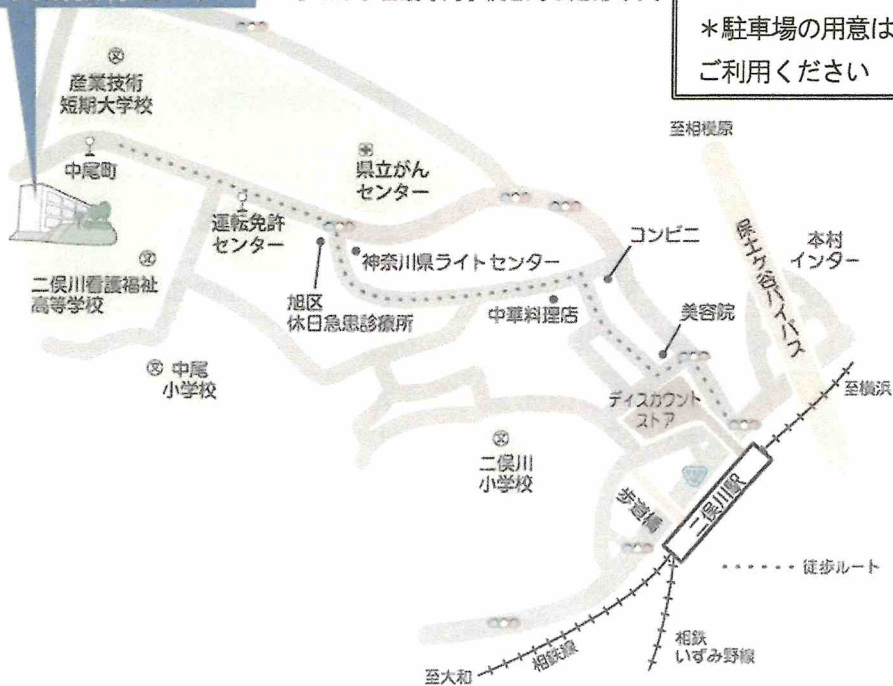 ＊駐車場の用意は
ご利用ください
至相模原
産業技術
短期大学校
中尾町
県立がん
センター
運転免許
センター
コンビニ
本村
インター
保土ヶ谷バイパス
神奈川県ライトセンター
二俣川看護福祉
高等学校
旭区
休日急患診療所
中華料理店
美容院
中尾
小学校
ディスカウント
ストア
至横浜
二俣川
小学校
歩道橋
二俣川駅
徒歩ルート
相鉄
いずみ野線
相鉄線
至大和